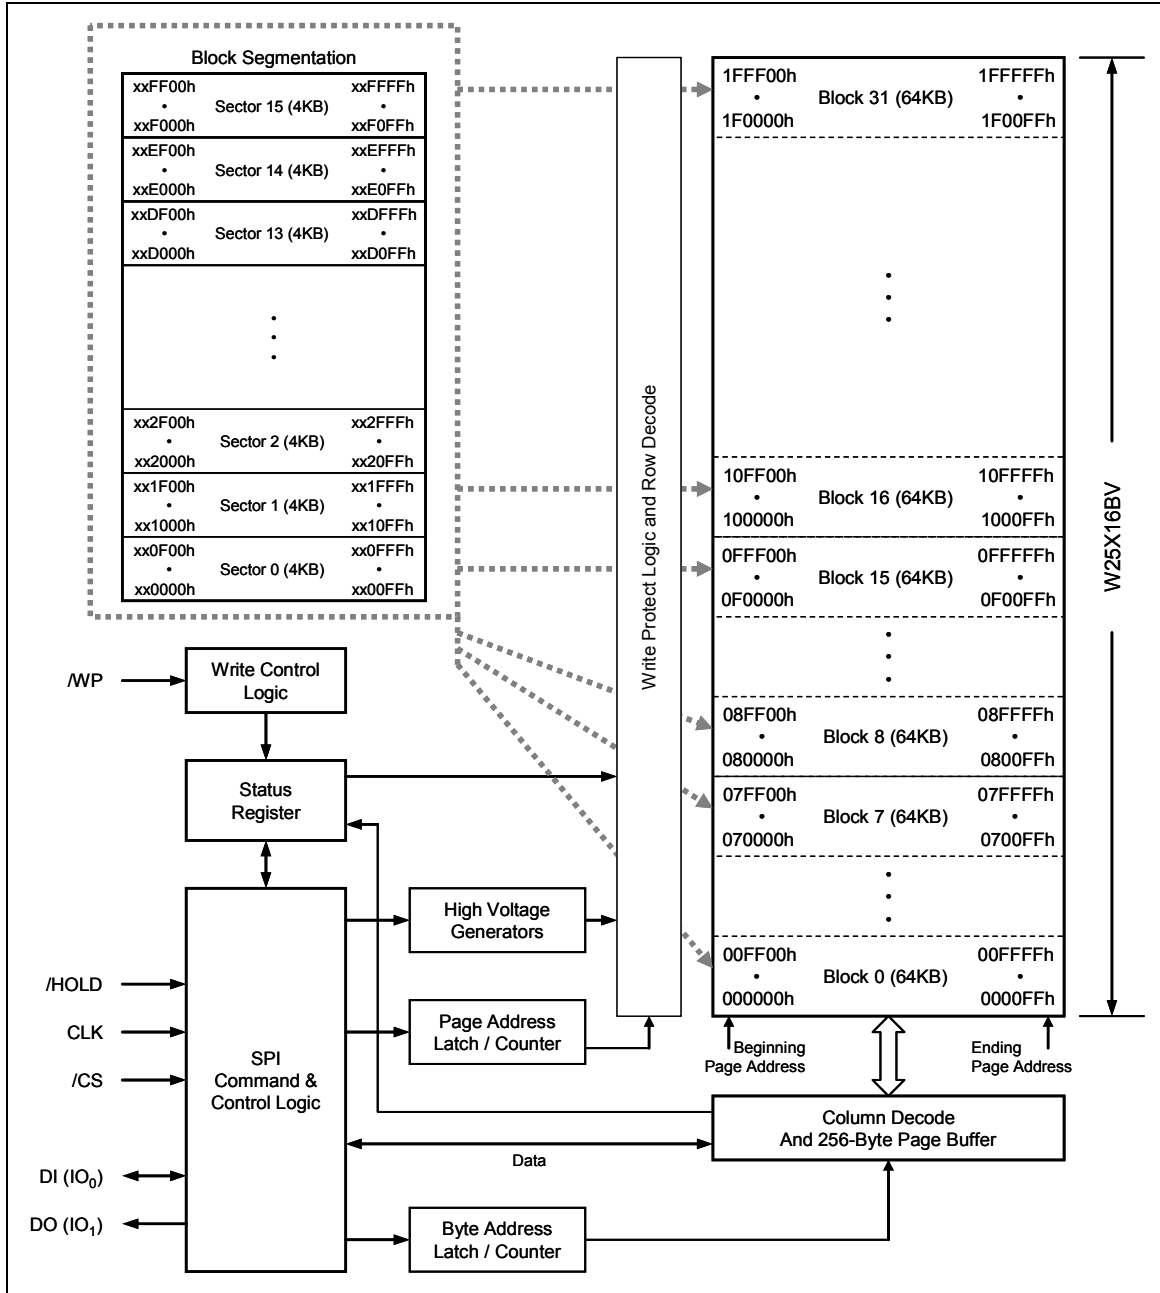 Block Segmentation
xxFF00h xxFFFFh
• Sector 15 (4KB) •
xxF000h xxF0FFh
xxEF00h xxEFFFh
• Sector 14 (4KB) •
xxE000h xxE0FFh
xxDF00h xxDFFFh
• Sector 13 (4KB) •
xxD000h xxD0FFh
xx2F00h xx2FFFh
• Sector 2 (4KB) •
xx2000h xx20FFh
xx1F00h xx1FFFh
• Sector 1 (4KB) •
xx1000h xx10FFh
xx0F00h xx0FFFh
• Sector 0 (4KB) •
xx0000h xx00FFh
Write Protect Logic and Row Decode
1FFF00h 1FFFFFh
• Block 31 (64KB) •
1F0000h 1F00FFh
10FF00h 10FFFFh
• Block 16 (64KB) •
100000h 1000FFh
0FFF00h 0FFFFFh
• Block 15 (64KB) •
0F0000h 0F00FFh
08FF00h 08FFFFh
• Block 8 (64KB) •
080000h 0800FFh
07FF00h 07FFFFh
• Block 7 (64KB) •
070000h 0700FFh
00FF00h 00FFFFh
• Block 0 (64KB) •
000000h 0000FFh
W25X16BV
Beginning
Page Address
Ending
Page Address
/WP
Write Control
Logic
Status
Register
High Voltage
Generators
/HOLD
CLK
/CS
DI (IO₀)
DO (IO₁)
SPI
Command &
Control Logic
Page Address
Latch / Counter
Column Decode
And 256-Byte Page Buffer
Data
Byte Address
Latch / Counter